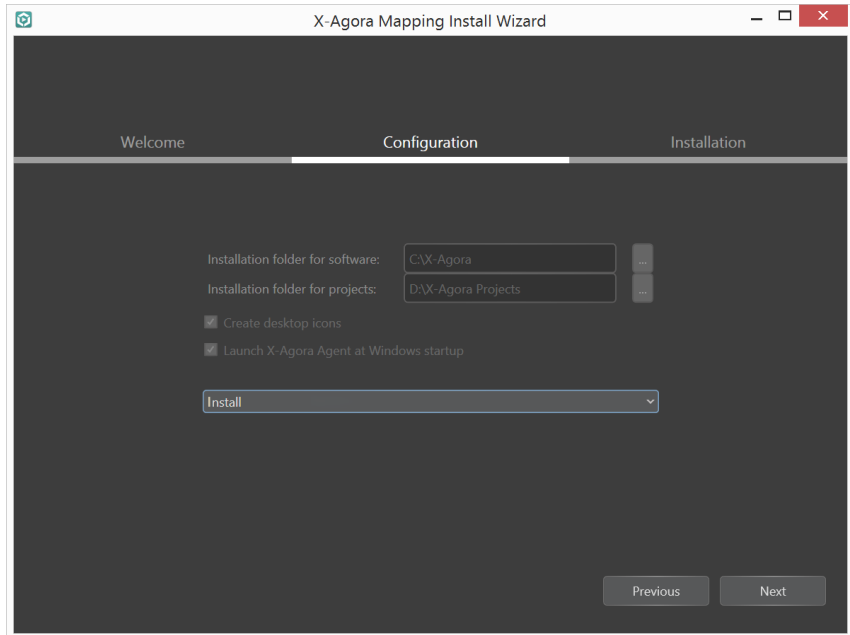 X-Agora Mapping Install Wizard
Welcome Configuration Installation
Installation folder for software: C:\X-Agora ...
Installation folder for projects: D:\X-Agora Projects ...
Create desktop icons
Launch X-Agora Agent at Windows startup
Install
Previous Next